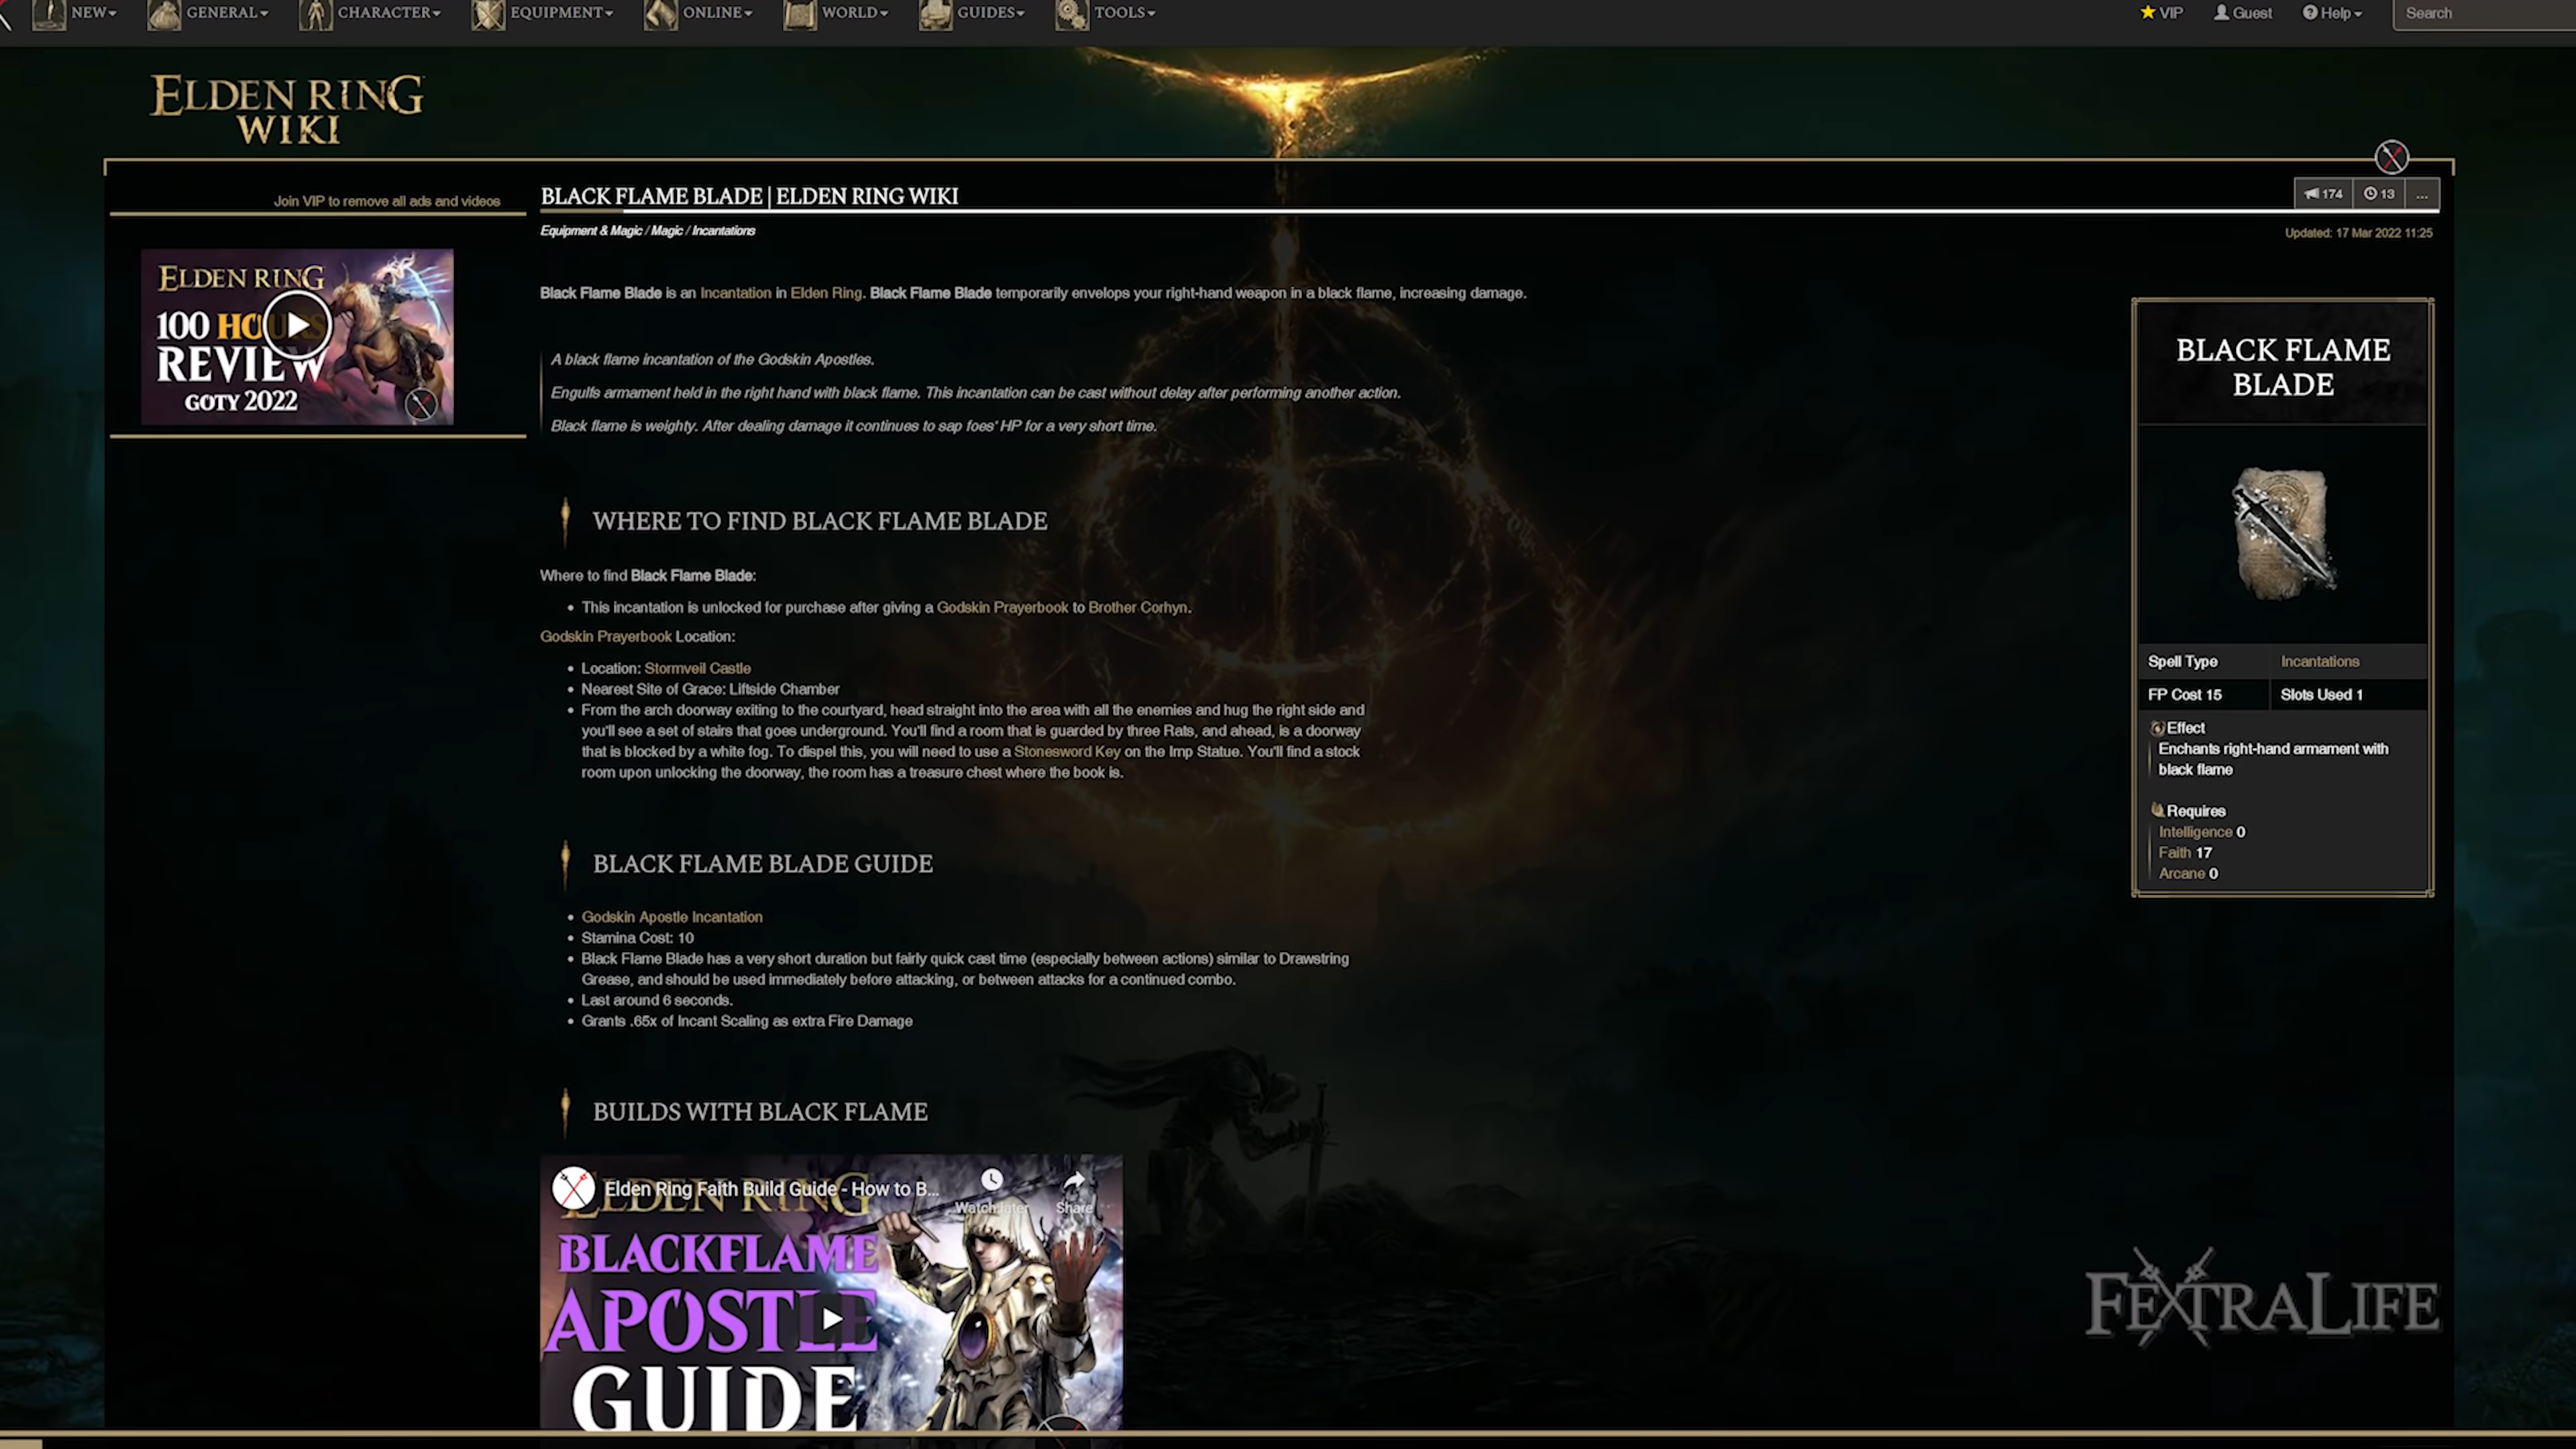 NEW GENERAL CHARACTER EQUIPMENT ONLINE WORLD GUIDES TOOLS VIP Guest Help Search
ELDEN RING
WIKI
Join VIP to remove all ads and videos
ELDEN RING
100
REVIEW
GOTY 2022
BLACK FLAME BLADE | ELDEN RING WIKI
174 13 ...
Equipment & Magic / Magic / Incantations
Updated: 17 Mar 2022 11:25
Black Flame Blade is an Incantation in Elden Ring. Black Flame Blade temporarily envelops your right-hand weapon in a black flame, increasing damage.
A black flame incantation of the Godskin Apostles.
Engulfs armament held in the right hand with black flame. This incantation can be cast without delay after performing another action.
Black flame is weighty. After dealing damage it continues to sap foes' HP for a very short time.
WHERE TO FIND BLACK FLAME BLADE
Where to find Black Flame Blade:
• This incantation is unlocked for purchase after giving a Godskin Prayerbook to Brother Corhyn.
Godskin Prayerbook Location:
• Location: Stormveil Castle
• Nearest Site of Grace: Liftside Chamber
• From the arch doorway exiting to the courtyard, head straight into the area with all the enemies and hug the right side and
you'll see a set of stairs that goes underground. You'll find a room that is guarded by three Rats, and ahead, is a doorway
that is blocked by a white fog. To dispel this, you will need to use a Stonesword Key on the Imp Statue. You'll find a stock
room upon unlocking the doorway, the room has a treasure chest where the book is.
BLACK FLAME BLADE GUIDE
• Godskin Apostle Incantation
• Stamina Cost: 10
• Black Flame Blade has a very short duration but fairly quick cast time (especially between actions) similar to Drawstring
Grease, and should be used immediately before attacking, or between attacks for a continued combo.
• Last around 6 seconds.
• Grants .65x of Incant Scaling as extra Fire Damage
BUILDS WITH BLACK FLAME
Elden Ring Faith Build Guide - How to B...
Watch later Share
ELDEN RING
BLACKFLAME
APOSTLE
GUIDE
BLACK FLAME
BLADE
Spell Type Incantations
FP Cost 15 Slots Used 1
Effect
Enchants right-hand armament with
black flame
Requires
Intelligence 0
Faith 17
Arcane 0
FEXTRALIFE